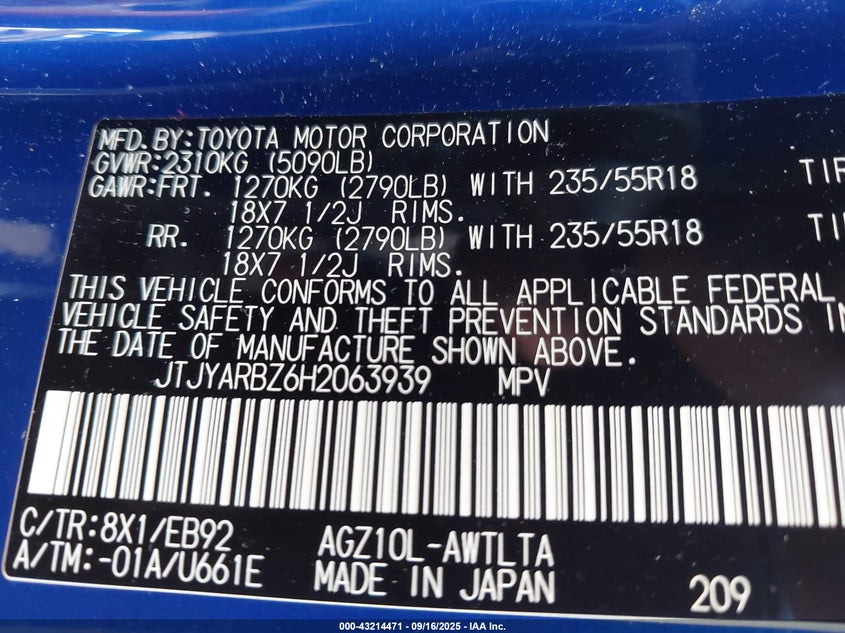 MFD.BY:TOYOTA MOTOR CORPORATION
GVWR:2310KG (5090LB)
GAWR:FRT. 1270KG (2790LB) WITH 235/55R18 TIR
18X7 1/2J RIMS.
RR. 1270KG (2790LB) WITH 235/55R18 TI
18X7 1/2J RIMS.
THIS VEHICLE CONFORMS TO ALL APPLICABLE FEDERAL
VEHICLE SAFETY AND THEFT PREVENTION STANDARDS IN
THE DATE OF MANUFACTURE SHOWN ABOVE.
JTJYARBZ6H2063939 MPV
C/TR:8X1/EB92 AGZ10L-AWTLTA
A/TM:-01A/U661E MADE IN JAPAN 209
000-43214471 - 09/16/2025 - IAA Inc.